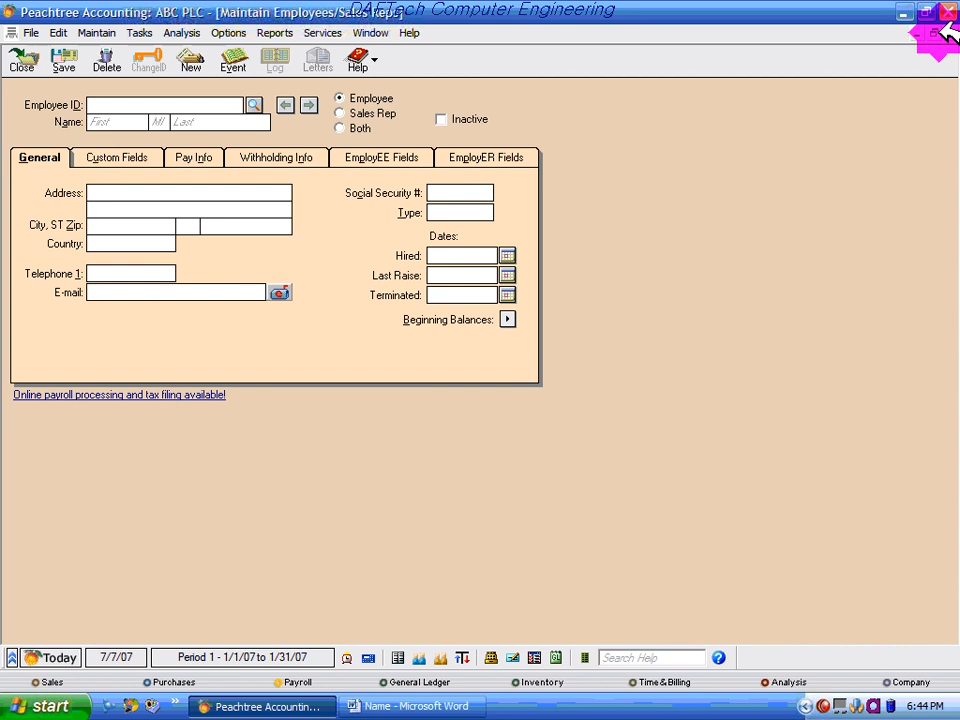 Peachtree Accounting: ABC PLC - [Maintain Employees/Sales Reps]
DAFTech Computer Engineering
File Edit Maintain Tasks Analysis Options Reports Services Window Help
Close Save Delete ChangeID New Event Log Letters Help
Employee ID:
Name: First MI Last
Employee
Sales Rep
Both
Inactive
General Custom Fields Pay Info Withholding Info EmployEE Fields EmployER Fields
Address:
City, ST Zip:
Country:
Telephone 1:
E-mail:
Social Security #:
Type:
Dates:
Hired:
Last Raise:
Terminated:
Beginning Balances:
Online payroll processing and tax filing available!
Today 7/7/07 Period 1 - 1/1/07 to 1/31/07 Search Help
Sales Purchases Payroll General Ledger Inventory Time & Billing Analysis Company
start Peachtree Accountin... Name - Microsoft Word 6:44 PM